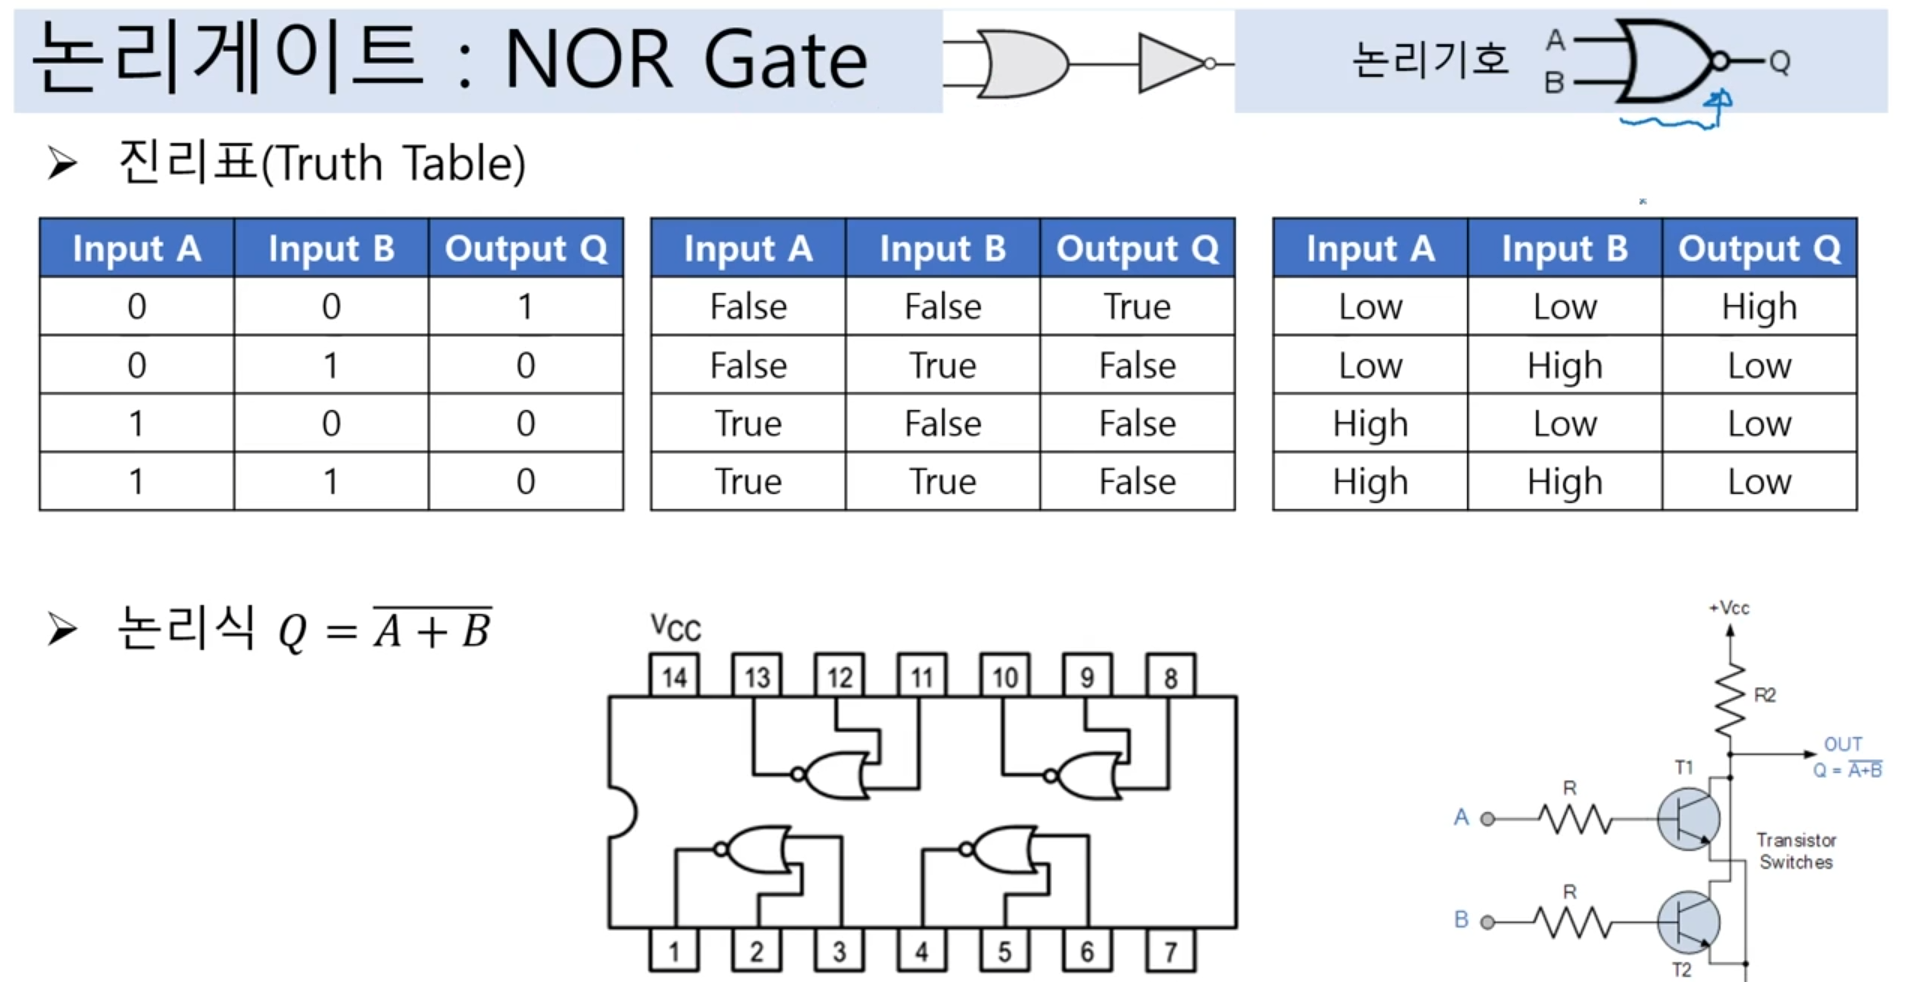 논리게이트 : NOR Gate
논리기호
A
B
Q
➢ 진리표(Truth Table)
Input A Input B Output Q
0 0 1
0 1 0
1 0 0
1 1 0
Input A Input B Output Q
False False True
False True False
True False False
True True False
Input A Input B Output Q
Low Low High
Low High Low
High Low Low
High High Low
➢ 논리식 Q = \overline{A + B}
VCC
14 13 12 11 10 9 8
1 2 3 4 5 6 7
+Vcc
R2
OUT
Q = \overline{A+B}
T1
R
A
Transistor
Switches
R
B
T2